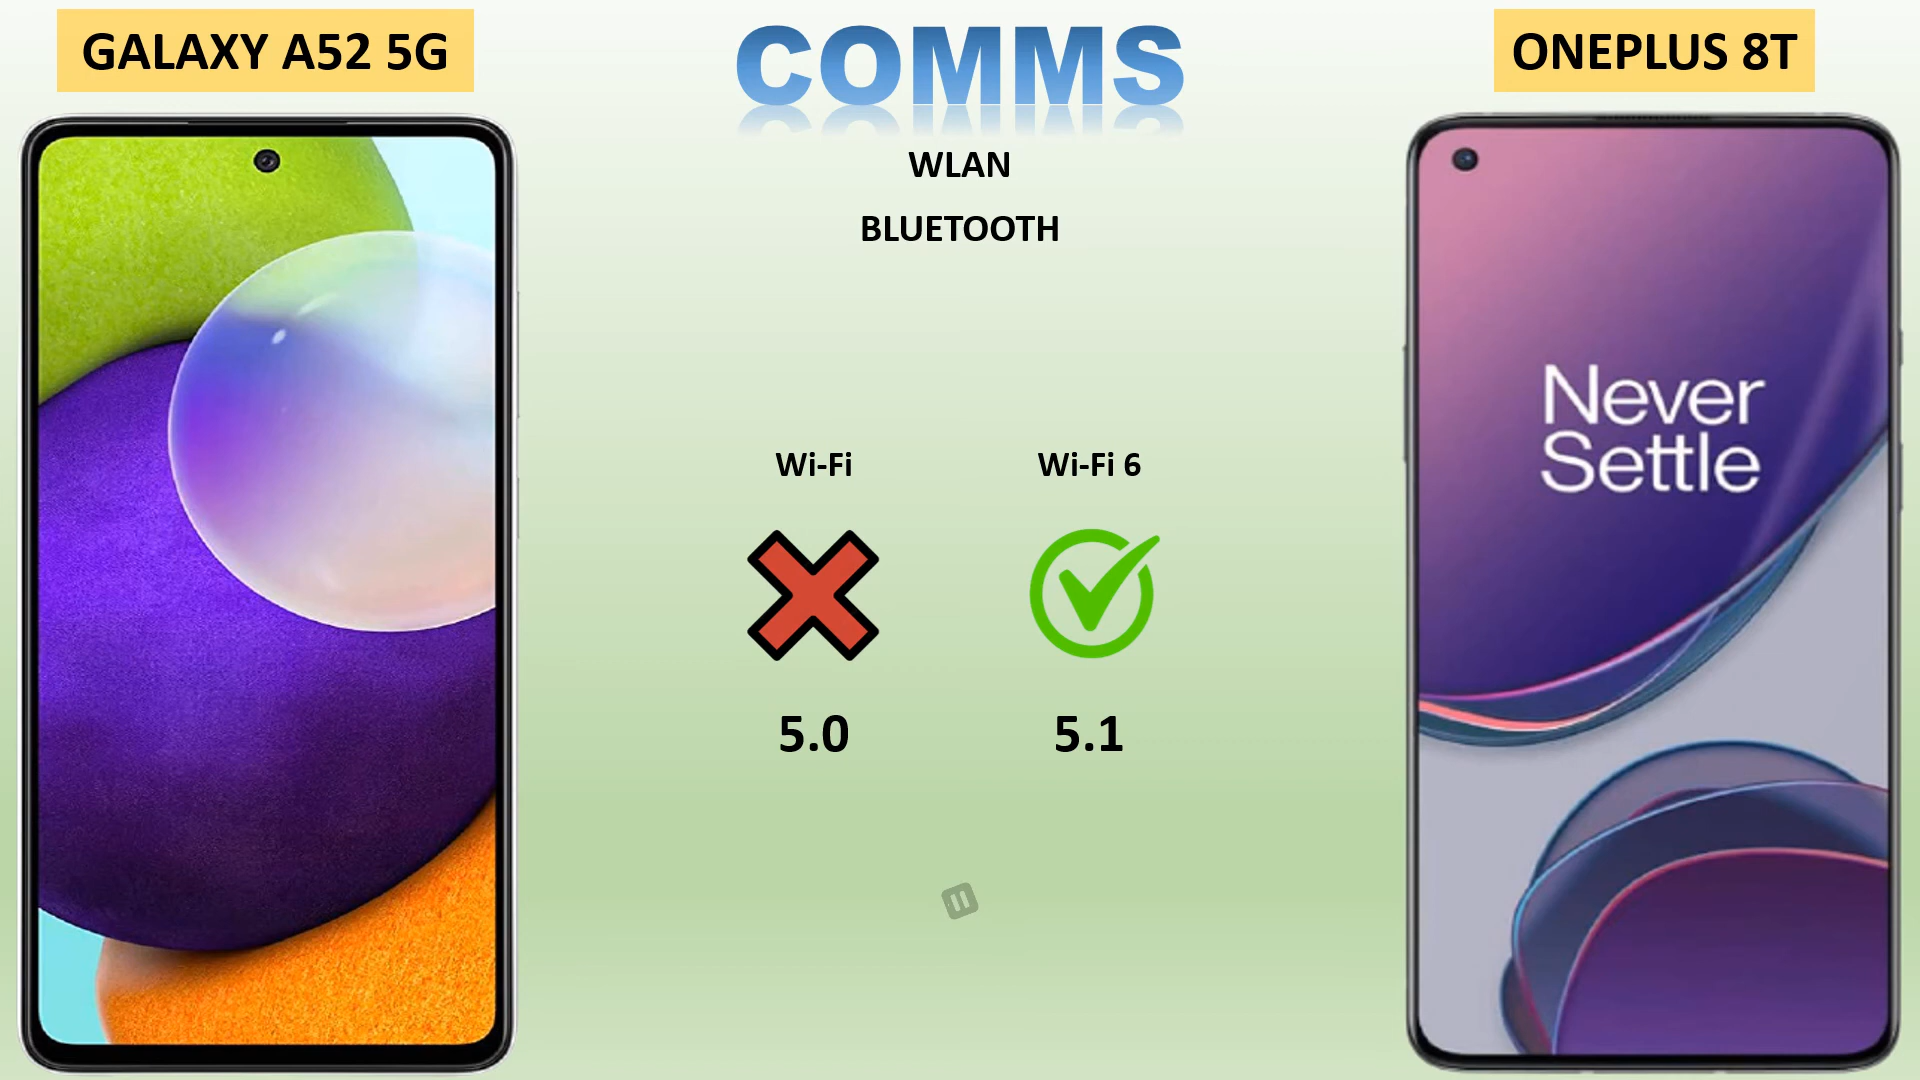 GALAXY A52 5G
COMMS
ONEPLUS 8T
WLAN
BLUETOOTH
Never
Settle
Wi-Fi
Wi-Fi 6
5.0
5.1